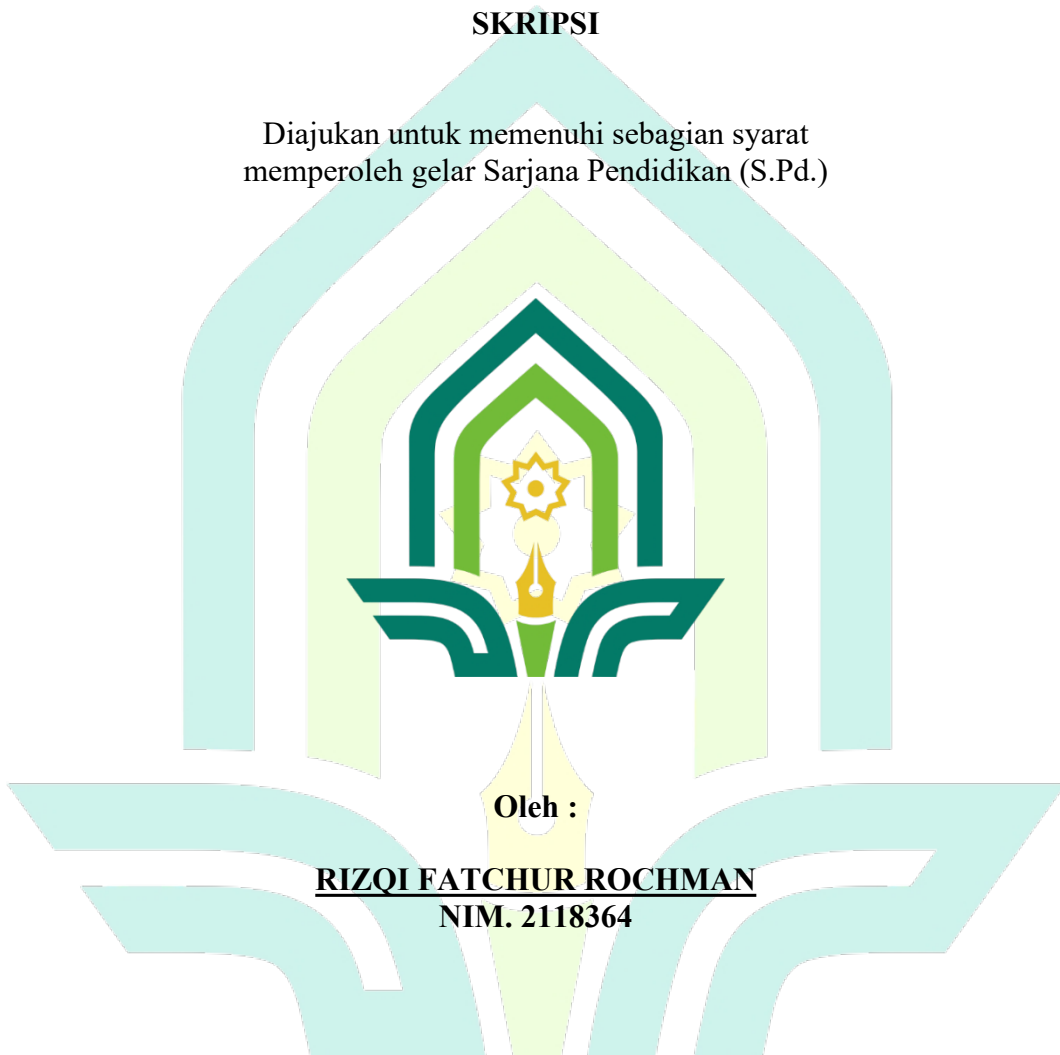 SKRIPSI
Diajukan untuk memenuhi sebagian syarat
memperoleh gelar Sarjana Pendidikan (S.Pd.)
Oleh :
RIZQI FATCHUR ROCHMAN
NIM. 2118364